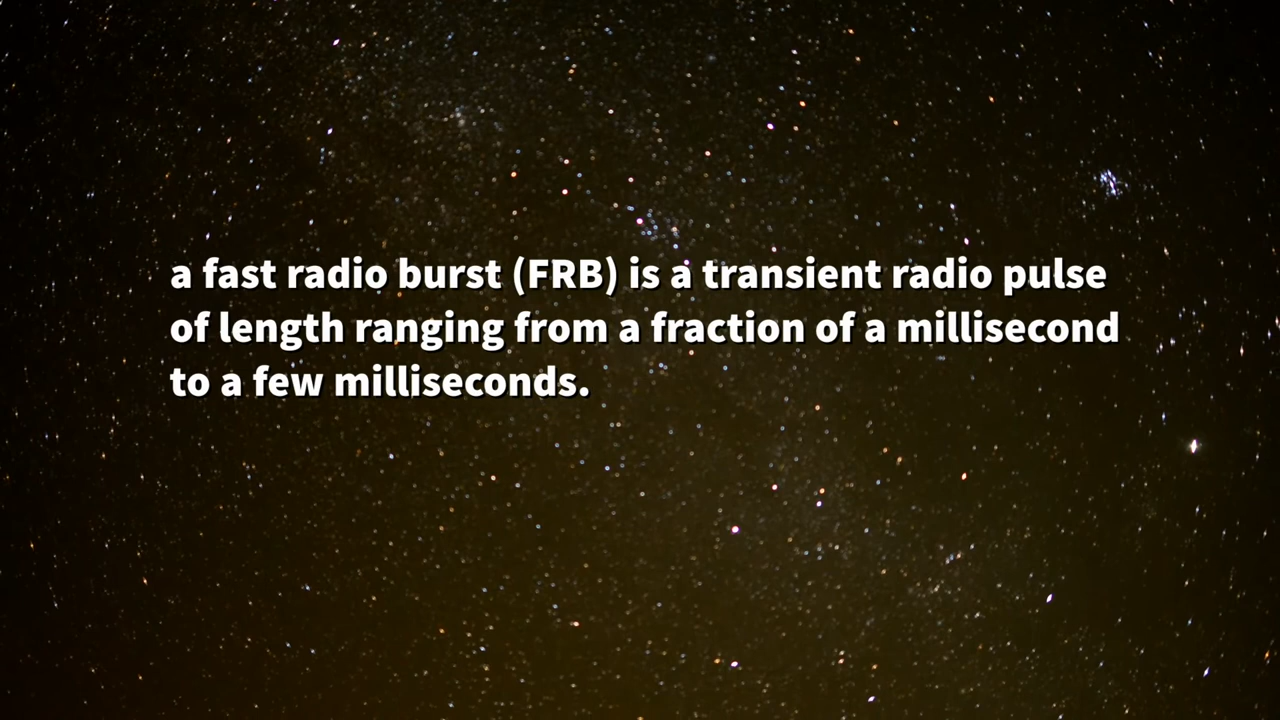 a fast radio burst (FRB) is a transient radio pulse
of length ranging from a fraction of a millisecond
to a few milliseconds.